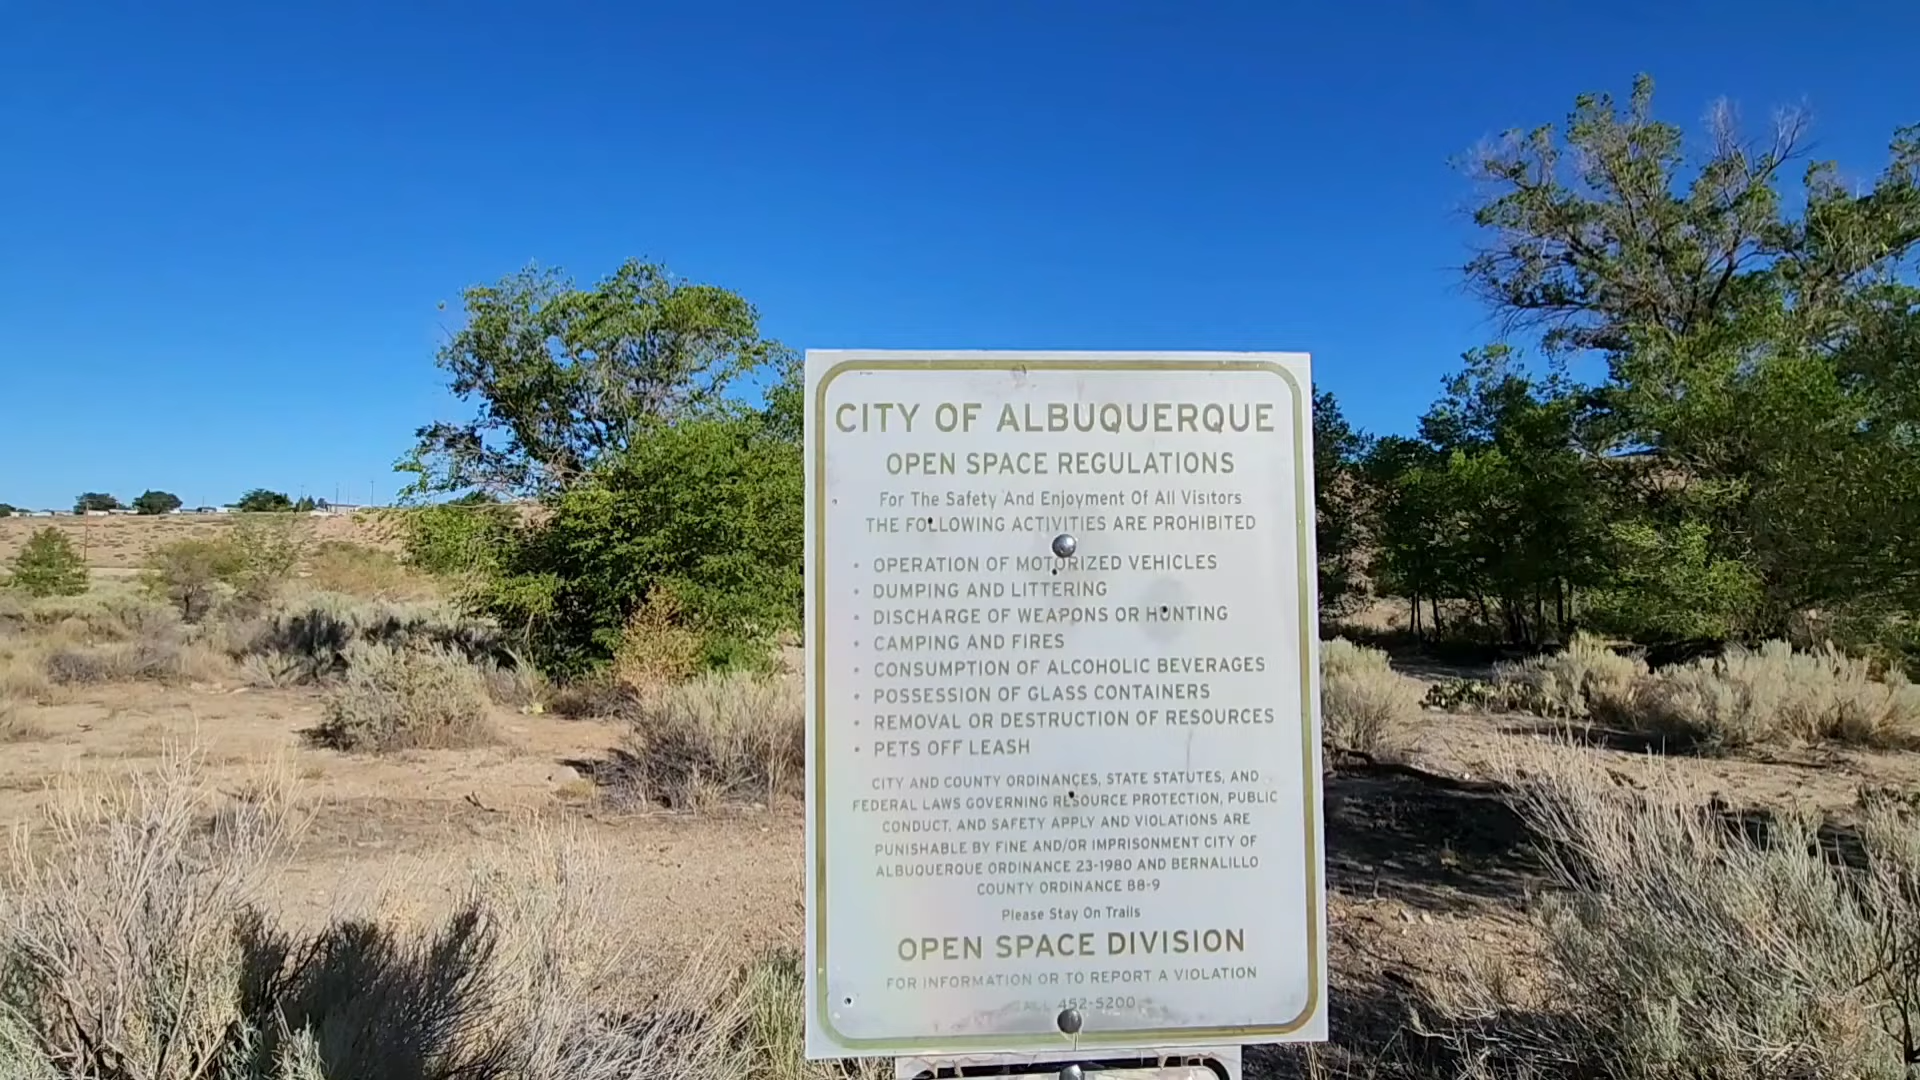 CITY OF ALBUQUERQUE
OPEN SPACE REGULATIONS
For The Safety And Enjoyment Of All Visitors
THE FOLLOWING ACTIVITIES ARE PROHIBITED
• OPERATION OF MOTORIZED VEHICLES
• DUMPING AND LITTERING
• DISCHARGE OF WEAPONS OR HUNTING
• CAMPING AND FIRES
• CONSUMPTION OF ALCOHOLIC BEVERAGES
• POSSESSION OF GLASS CONTAINERS
• REMOVAL OR DESTRUCTION OF RESOURCES
• PETS OFF LEASH
CITY AND COUNTY ORDINANCES, STATE STATUTES, AND
FEDERAL LAWS GOVERNING RESOURCE PROTECTION, PUBLIC
CONDUCT, AND SAFETY APPLY AND VIOLATIONS ARE
PUNISHABLE BY FINE AND/OR IMPRISONMENT CITY OF
ALBUQUERQUE ORDINANCE 23-1980 AND BERNALILLO
COUNTY ORDINANCE 88-9
Please Stay On Trails
OPEN SPACE DIVISION
FOR INFORMATION OR TO REPORT A VIOLATION
CALL 452-5200